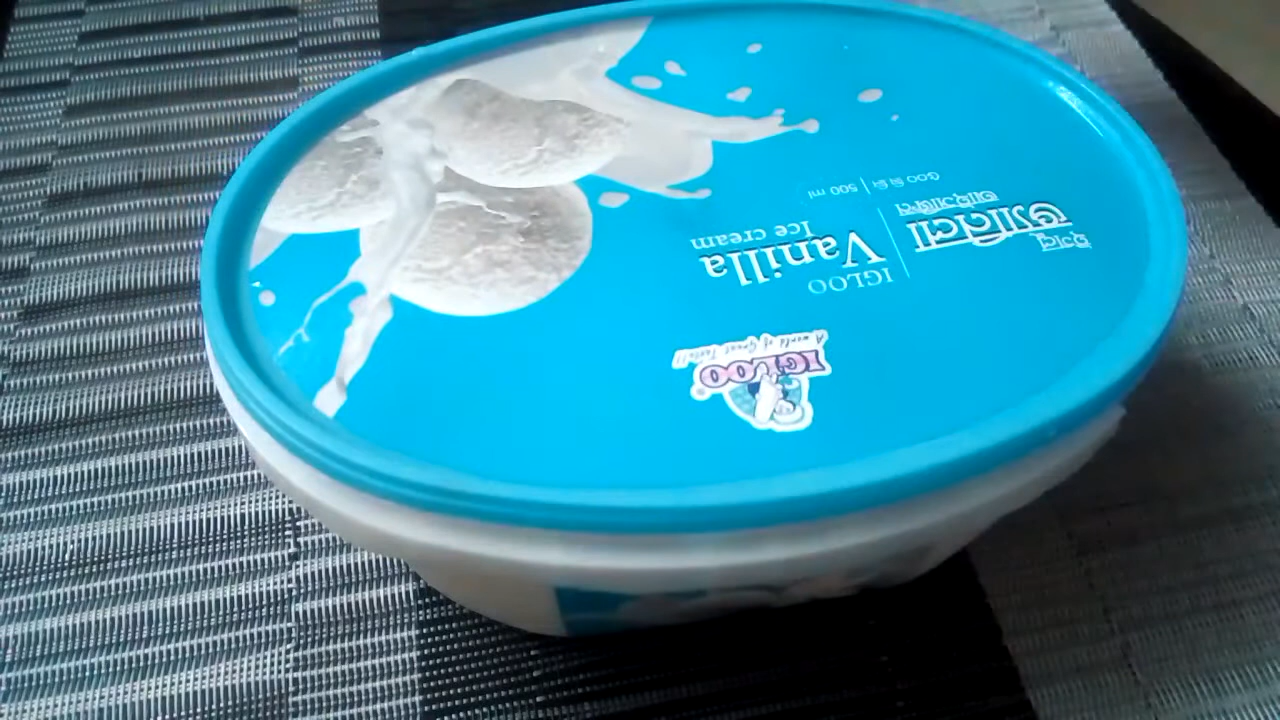 IGLOO
A world of Great Taste!!
ইগলু
ভ্যানিলা
আইসক্রিম
IGLOO
Vanilla
Ice cream
৫০০ মি.লি. | 500 ml